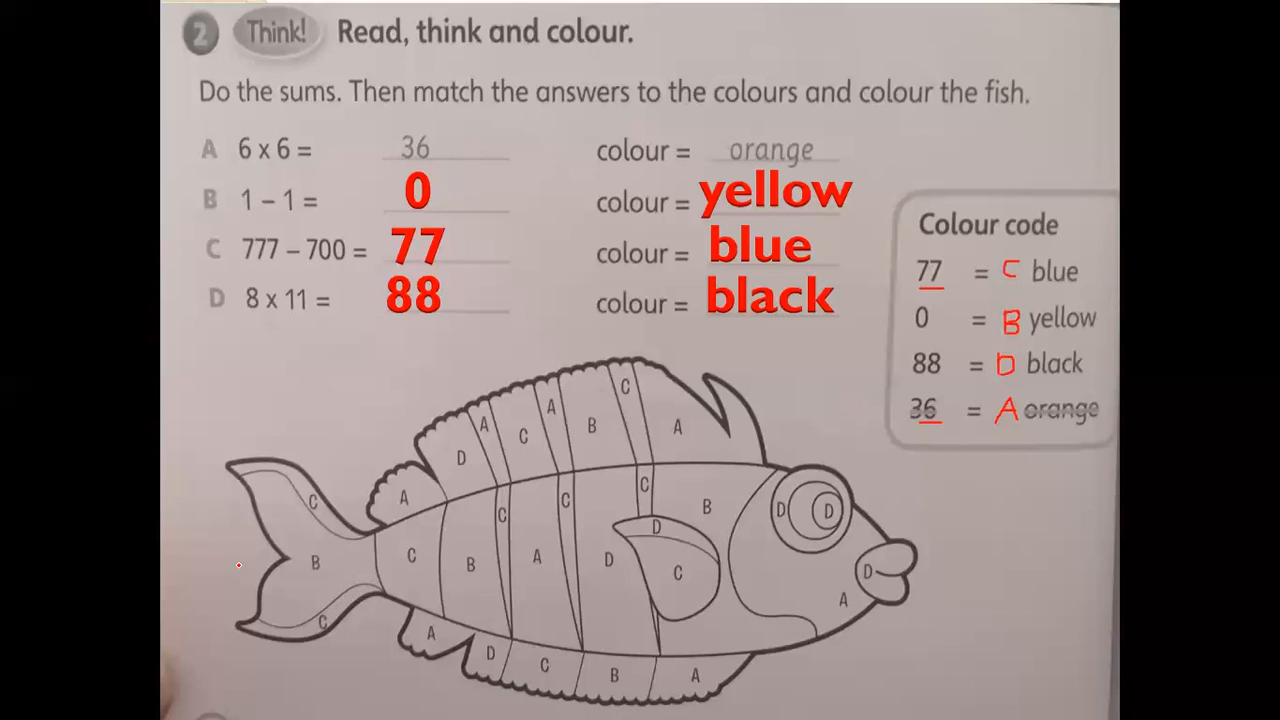 2 Think! Read, think and colour.
Do the sums. Then match the answers to the colours and colour the fish.
A 6 x 6 = 36 colour = orange
B 1 – 1 = 0 colour = yellow
C 777 – 700 = 77 colour = blue
D 8 x 11 = 88 colour = black
Colour code
77 = C blue
0 = B yellow
88 = D black
36 = A orange
C
A
A
C
B
A
D
A
C
C
C
B
D
D
C
D
C
B
A
D
C
D
B
A
C
A
D
C
B
A